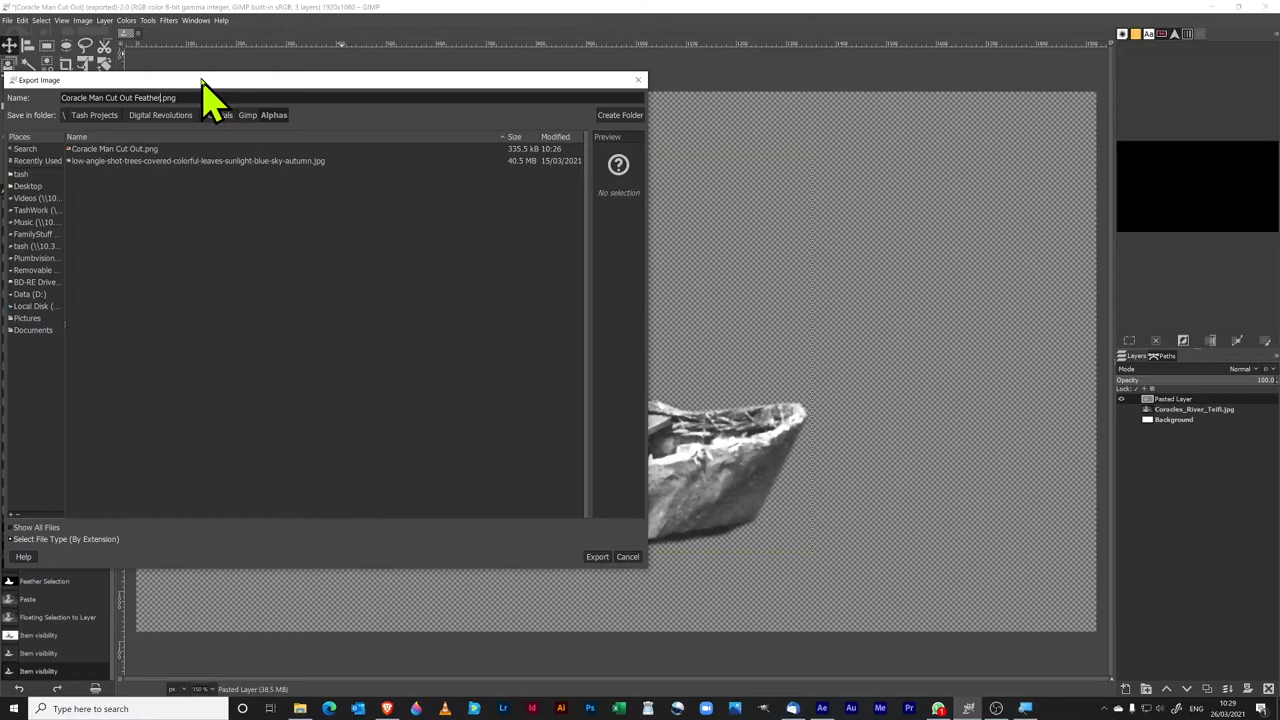 *[Coracle Man Cut Out] (exported)-2.0 (RGB color 8-bit gamma integer, GIMP built-in sRGB, 3 layers) 1920x1080 – GIMP
File Edit Select View Image Layer Colors Tools Filters Windows Help
Export Image
Name: Coracle Man Cut Out Feather.png
Save in folder: \ Tash Projects Digital Revolutions Gimp Alphas Create Folder
Places Name Size Modified Preview
Search Coracle Man Cut Out.png 335.5 kB 10:26
Recently Used low-angle-shot-trees-covered-colorful-leaves-sunlight-blue-sky-autumn.jpg 40.5 MB 15/03/2021
tash
Desktop
No selection
Videos (\\10...
TashWork (\...
Music (\\10....
FamilyStuff ...
tash (\\10.3...
Plumbvision...
Removable ...
BD-RE Drive...
Data (D:)
Local Disk (...
Pictures
Documents
Show All Files
Select File Type (By Extension)
Help Export Cancel
Feather Selection
Paste
Floating Selection to Layer
Item visibility
Item visibility
Item visibility
px 150 % Pasted Layer (38.5 MB)
Layers Paths
Mode Normal
Opacity 100.0
Lock:
Pasted Layer
Coracles_River_Teifi.jpg
Background
Type here to search
ENG 10:29
26/03/2021